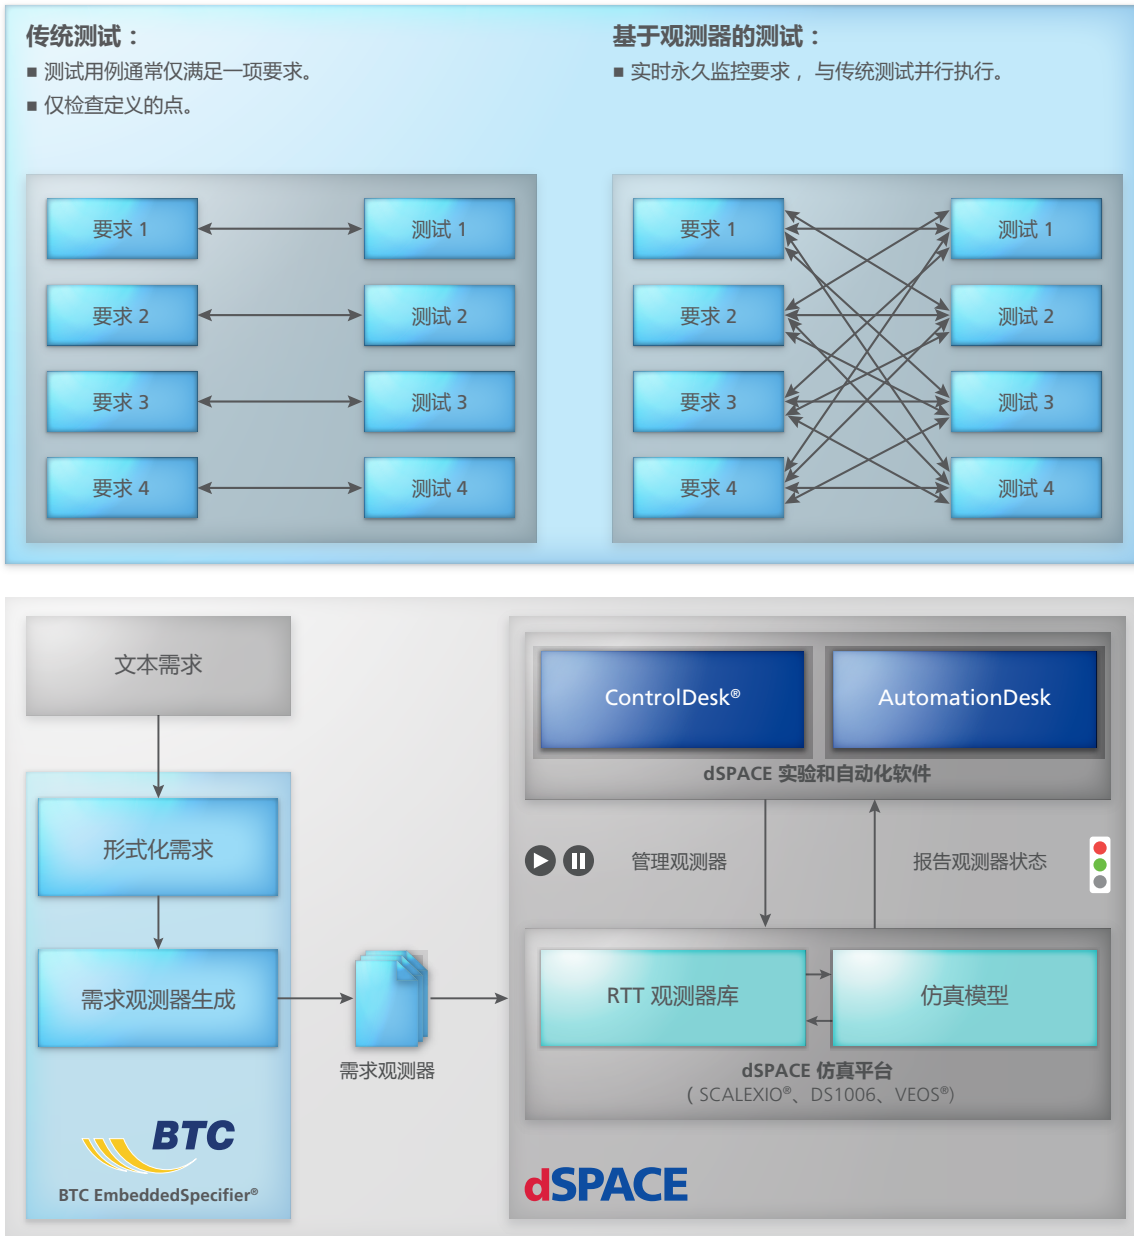 传统测试：
■ 测试用例通常仅满足一项要求。
■ 仅检查定义的点。
基于观测器的测试：
■ 实时永久监控要求，与传统测试并行执行。
要求 1
测试 1
要求 2
测试 2
要求 3
测试 3
要求 4
测试 4
要求 1
测试 1
要求 2
测试 2
要求 3
测试 3
要求 4
测试 4
文本需求
形式化需求
需求观测器生成
BTC
BTC EmbeddedSpecifier®
需求观测器
ControlDesk®
AutomationDesk
dSPACE 实验和自动化软件
管理观测器
报告观测器状态
RTT 观测器库
仿真模型
dSPACE 仿真平台
（SCALEXIO®、DS1006、VEOS®)
dSPACE